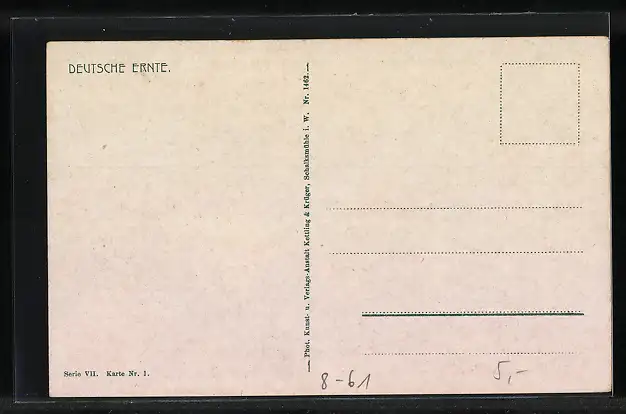 DEUTSCHE ERNTE.
Phot. Kunst- u. Verlags-Anstalt Kettling & Krüger, Schalksmühle i. W. Nr. 1462.
Serie VII. Karte Nr. 1.
8-61
5,-